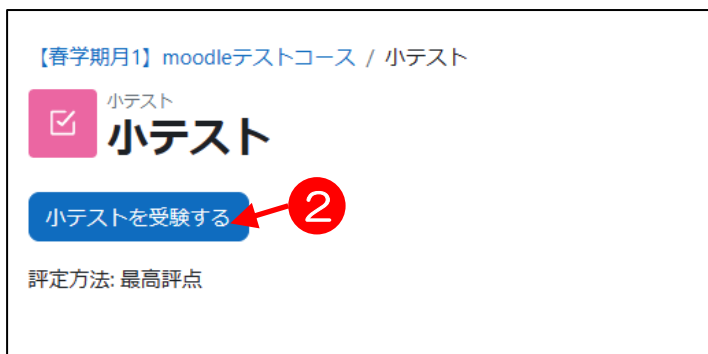 【春学期月1】moodleテストコース / 小テスト
小テスト
小テスト
小テストを受験する
2
評定方法: 最高評点